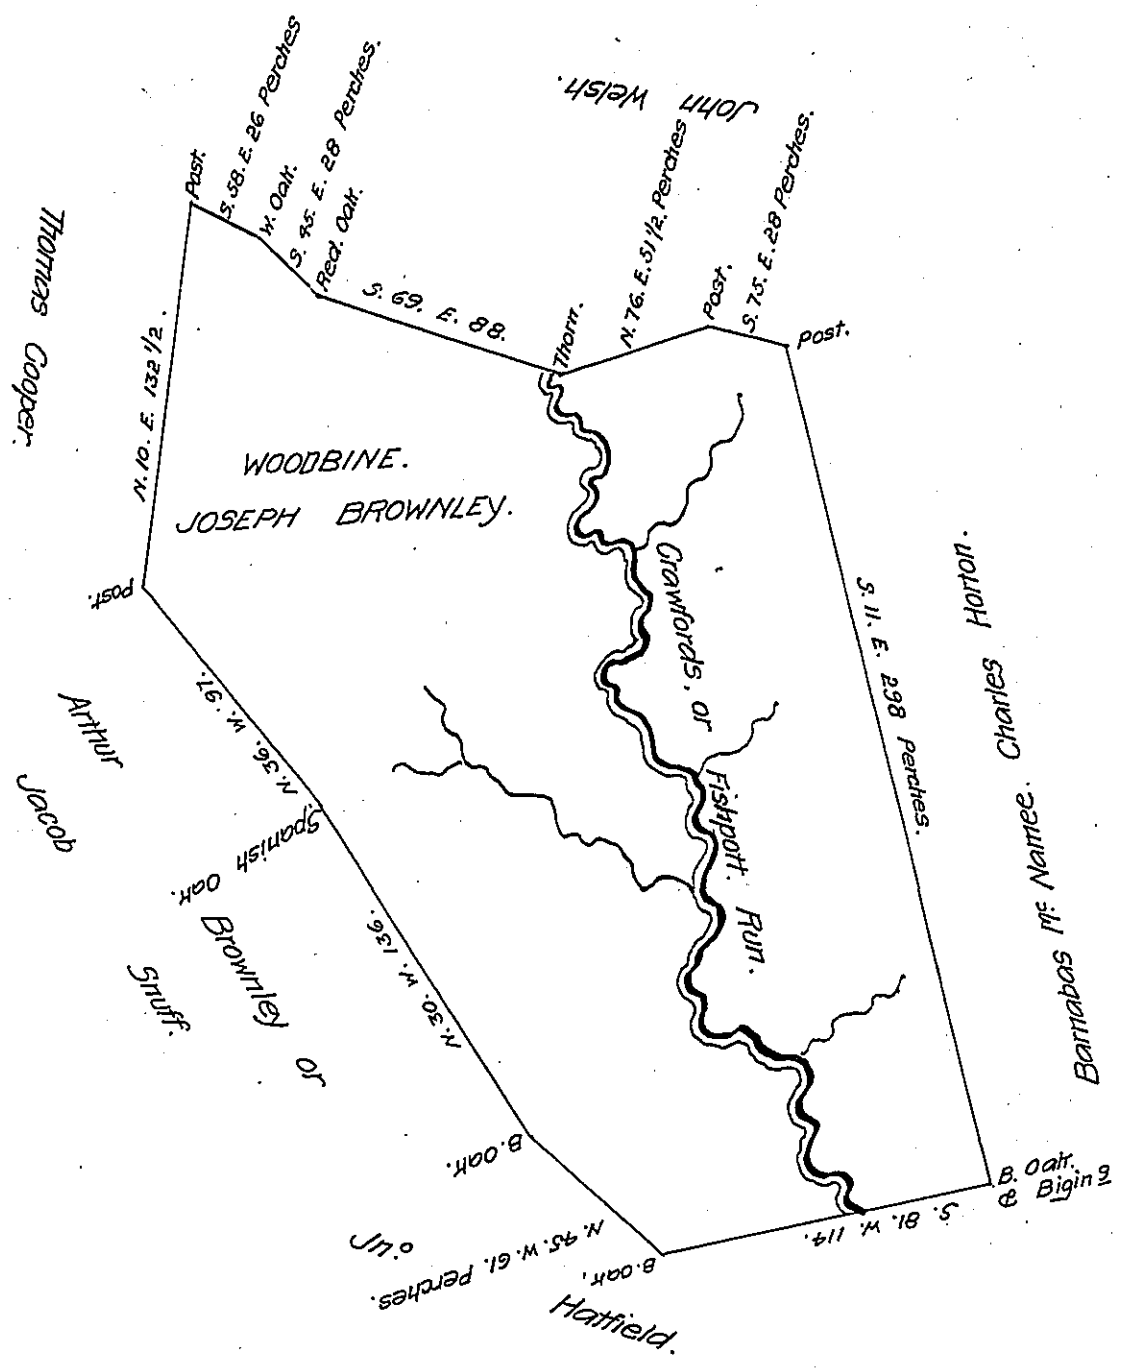 Post.
S. 58. E. 26 Perches
W. Oak.
S. 45. E. 28 Perches.
Red. Oak.
S. 69. E. 88.
John Welsh.
Thorn.
N. 76. E. 51 1/2. Perches
Post.
S. 75. E. 28 Perches.
Post.
Thomas Cooper.
N. 10. E. 132 1/2.
WOODBINE.
JOSEPH BROWNLEY.
Crawfords, or
Fishpott. Run.
S. 11. E. 298 Perches.
Charles Horton.
Barnabas Mc. Namee.
Post.
N. 36. W. 97.
Spanish Oak.
Arthur
Jacob
Brownley or
Snuff.
N. 30. W. 136.
B. Oak.
N. 45. W. 61. Perches.
B. Oak,
Hatfield.
S. 81. W. 114.
B. Oak.
& Bigin g